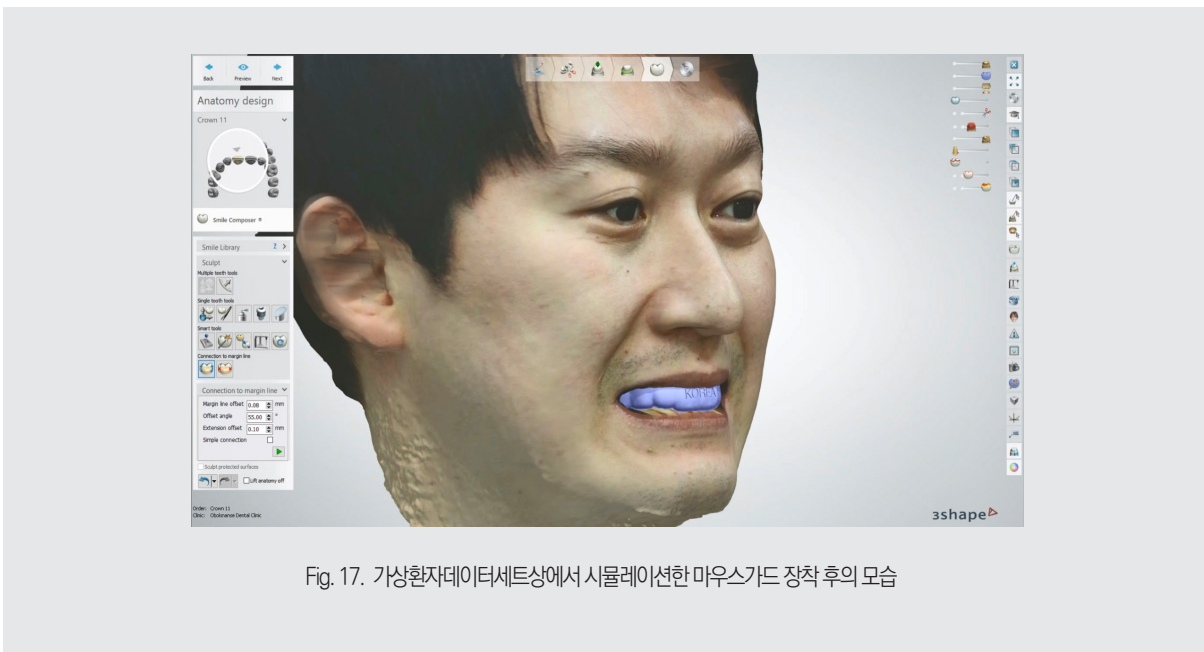 Back Preview Next
Anatomy design
Crown 11
Smile Composer
Smile Library
Sculpt
Multiple teeth tools
Single tooth tools
Smart tools
Connection to margin line
Connection to margin line
Margin line offset 0.08 mm
Offset angle 55.00 °
Extension offset 0.10 mm
Simple connection
Sculpt protected surfaces
Lift anatomy off
Order: Crown 11
KOREA
3shape
Fig. 17. 가상환자데이터세트상에서 시뮬레이션한 마우스가드 장착 후의 모습